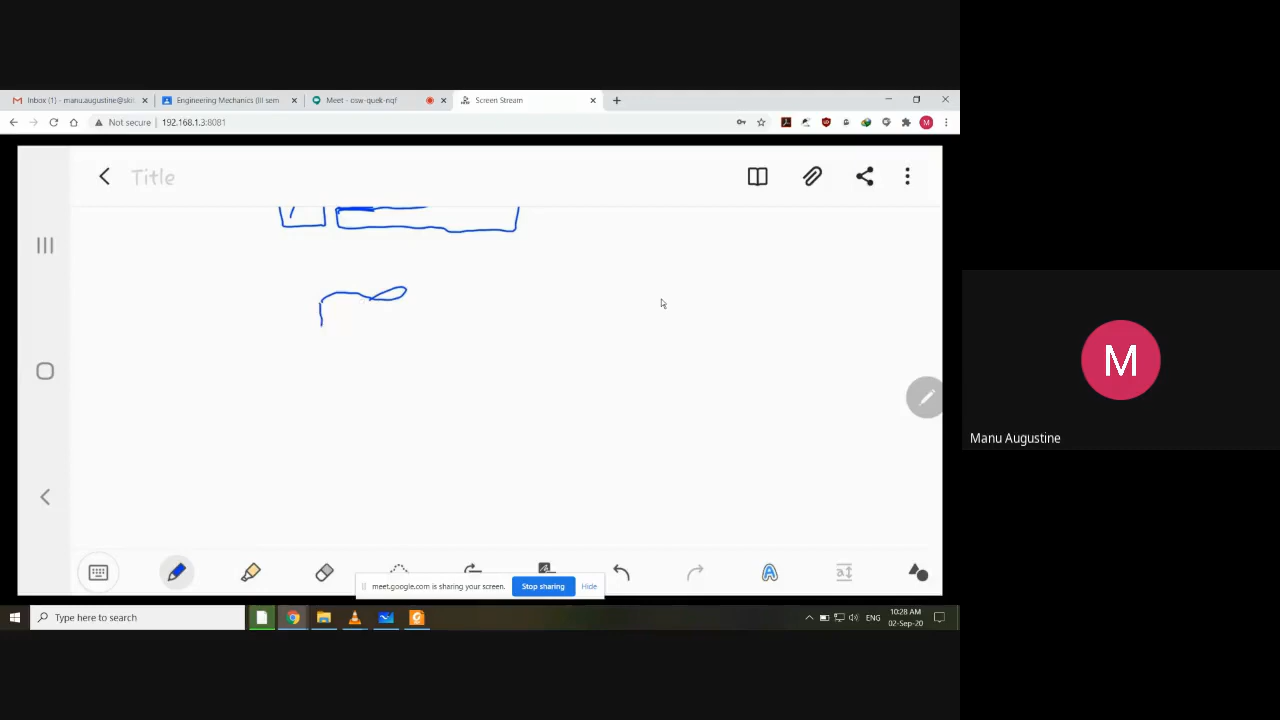 Inbox (1) - manu.augustine@ski
Engineering Mechanics (III sem
Meet - osw-quek-nqf
Screen Stream
Not secure
192.168.1.3:8081
M
Title
M
Manu Augustine
A
meet.google.com is sharing your screen.
Stop sharing
Hide
Type here to search
ENG
10:28 AM
02-Sep-20